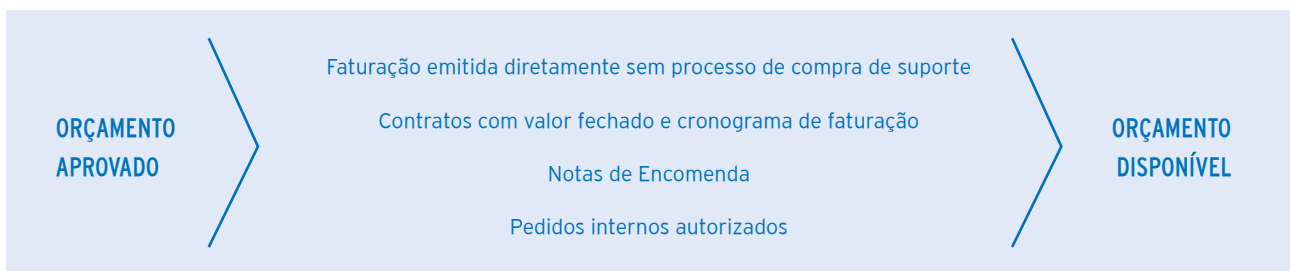 ORÇAMENTO
APROVADO
Faturação emitida diretamente sem processo de compra de suporte
Contratos com valor fechado e cronograma de faturação
Notas de Encomenda
Pedidos internos autorizados
ORÇAMENTO
DISPONÍVEL